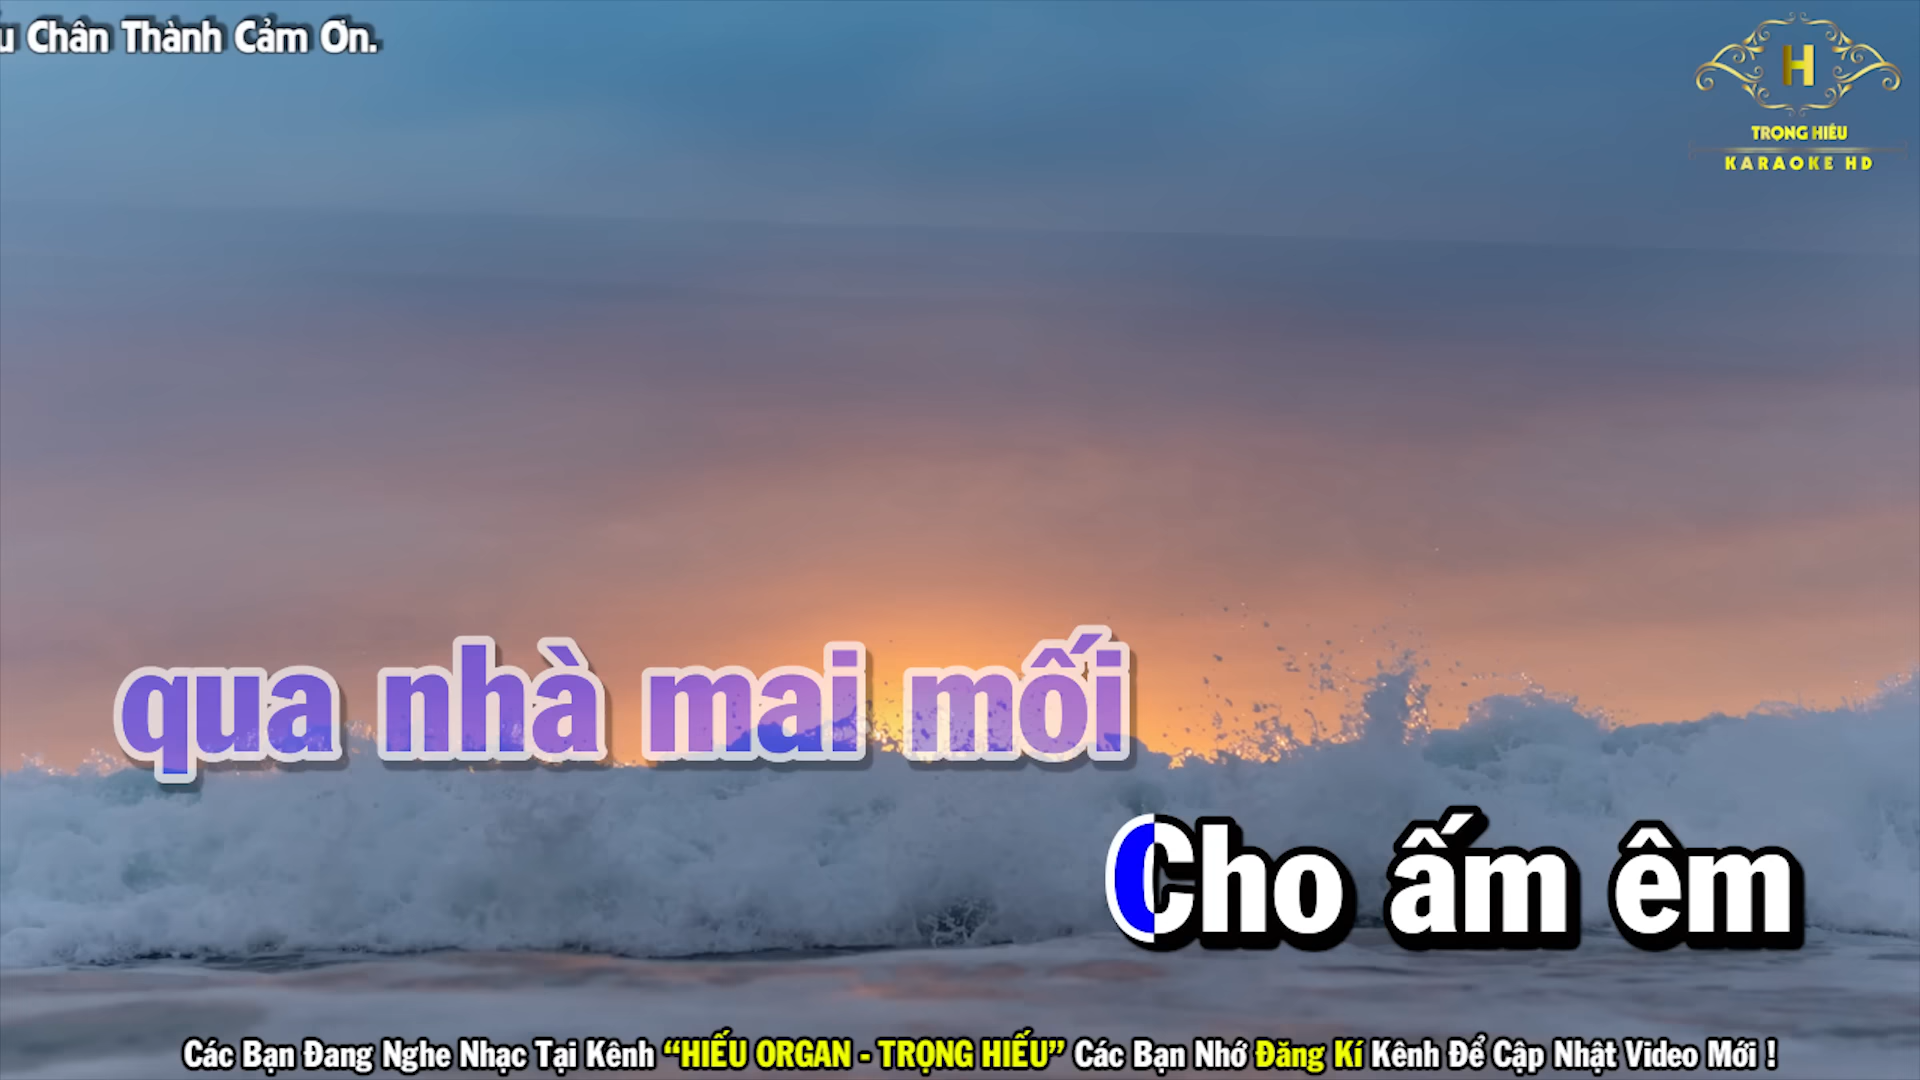 Chân Thành Cảm Ơn.
H
TRỌNG HIẾU
KARAOKE HD
qua nhà mai mối
Cho ấm êm
Các Bạn Đang Nghe Nhạc Tại Kênh “HIẾU ORGAN - TRỌNG HIẾU” Các Bạn Nhớ Đăng Kí Kênh Để Cập Nhật Video Mới !